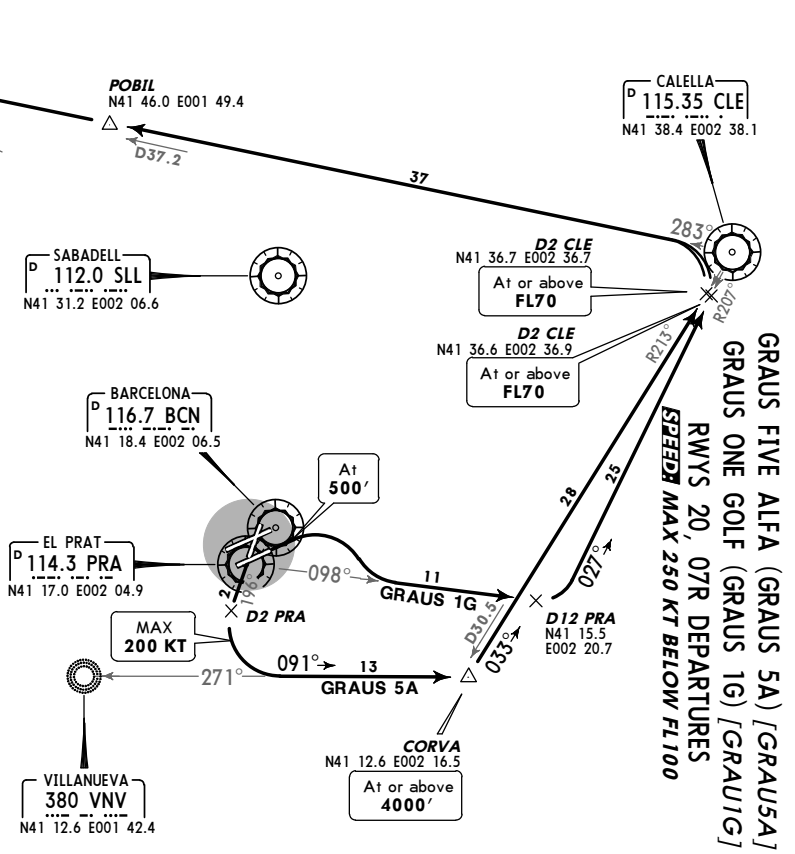 POBIL
N41 46.0 E001 49.4
D37.2
37
CALELLA
D 115.35 CLE
N41 38.4 E002 38.1
283°
D2 CLE
N41 36.7 E002 36.7
At or above
FL70
R207°
SABADELL
D 112.0 SLL
N41 31.2 E002 06.6
D2 CLE
N41 36.6 E002 36.9
At or above
FL70
R213°
BARCELONA
D 116.7 BCN
N41 18.4 E002 06.5
At
500'
28
25
EL PRAT
D 114.3 PRA
N41 17.0 E002 04.9
098°
11
GRAUS 1G
027°
2
196°
D2 PRA
D12 PRA
N41 15.5
E002 20.7
D30.5
033°
MAX
200 KT
271°
091°
13
GRAUS 5A
CORVA
N41 12.6 E002 16.5
At or above
4000'
VILLANUEVA
380 VNV
N41 12.6 E001 42.4
GRAUS FIVE ALFA (GRAUS 5A) [GRAU5A]
GRAUS ONE GOLF (GRAUS 1G) [GRAU1G]
RWYS 20, 07R DEPARTURES
SPEED: MAX 250 KT BELOW FL100